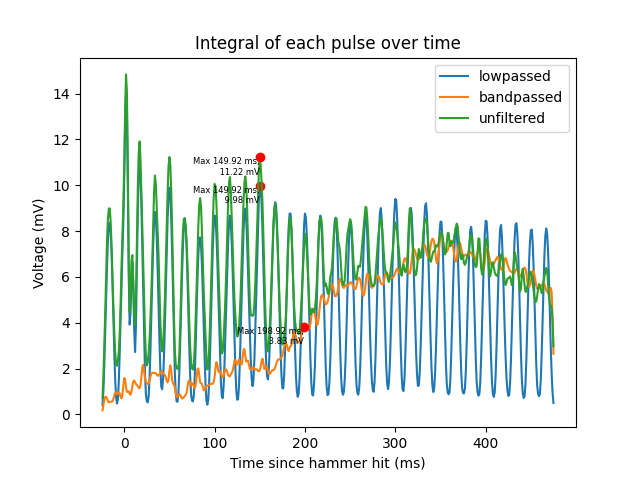 Integral of each pulse over time
lowpassed
bandpassed
unfiltered
14
12
10
8
6
4
2
0
Voltage (mV)
Max 149.92 ms,
11.22 mV
Max 149.92 ms,
9.98 mV
Max 198.92 ms,
3.83 mV
0
100
200
300
400
Time since hammer hit (ms)